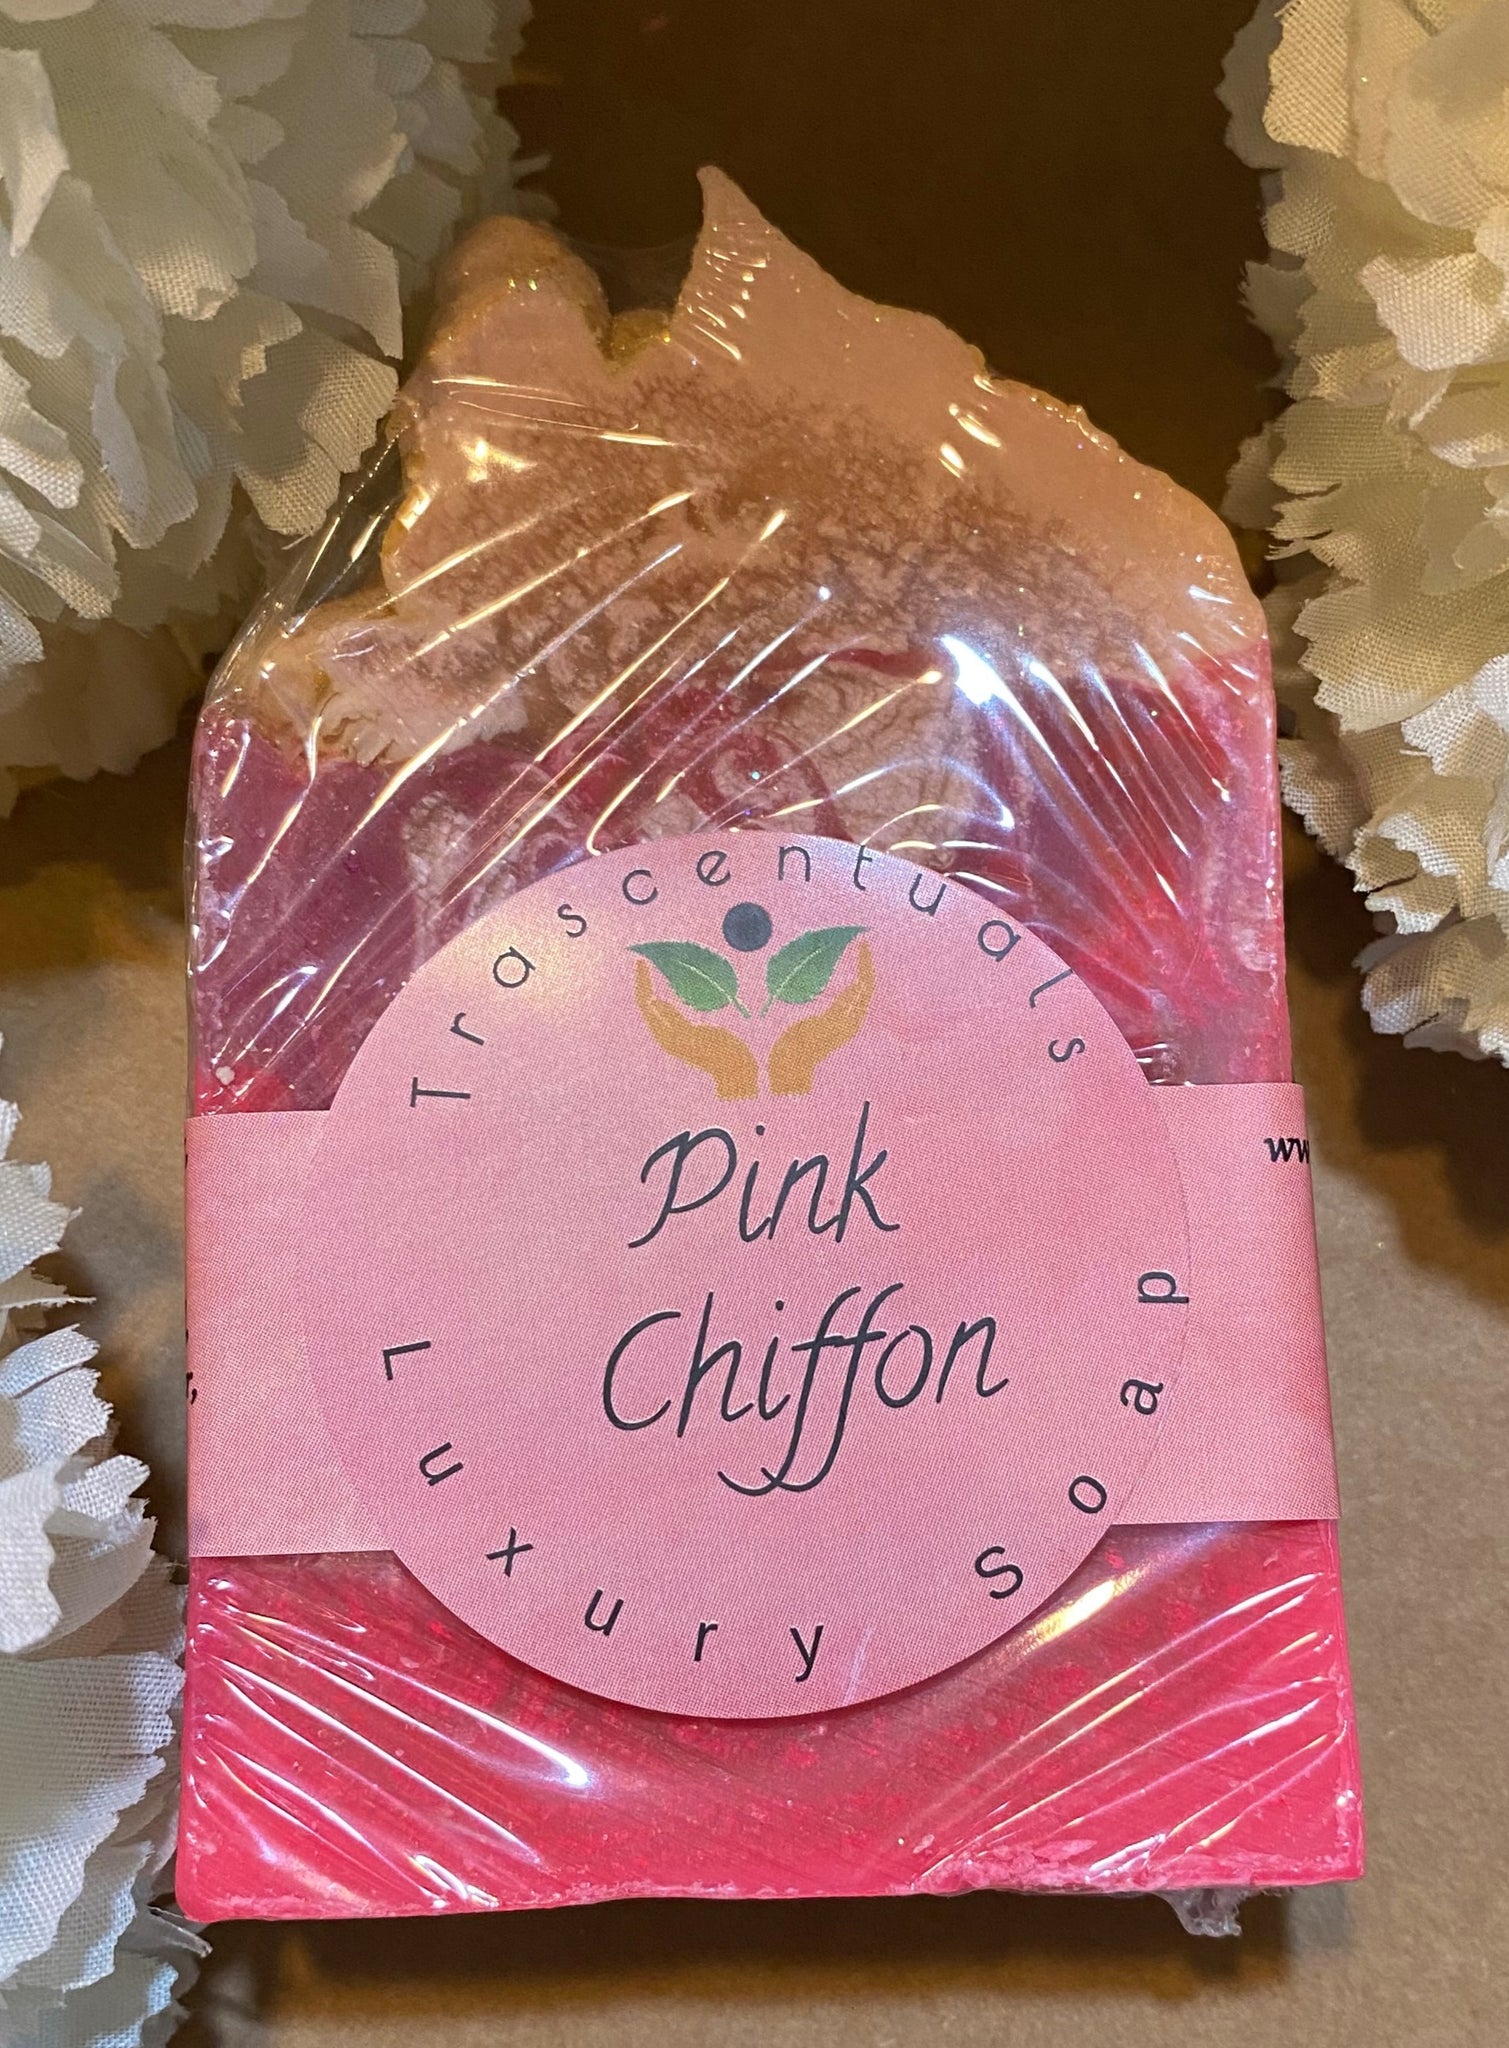 Trascentuals
Pink
Chiffon
Luxury Soap